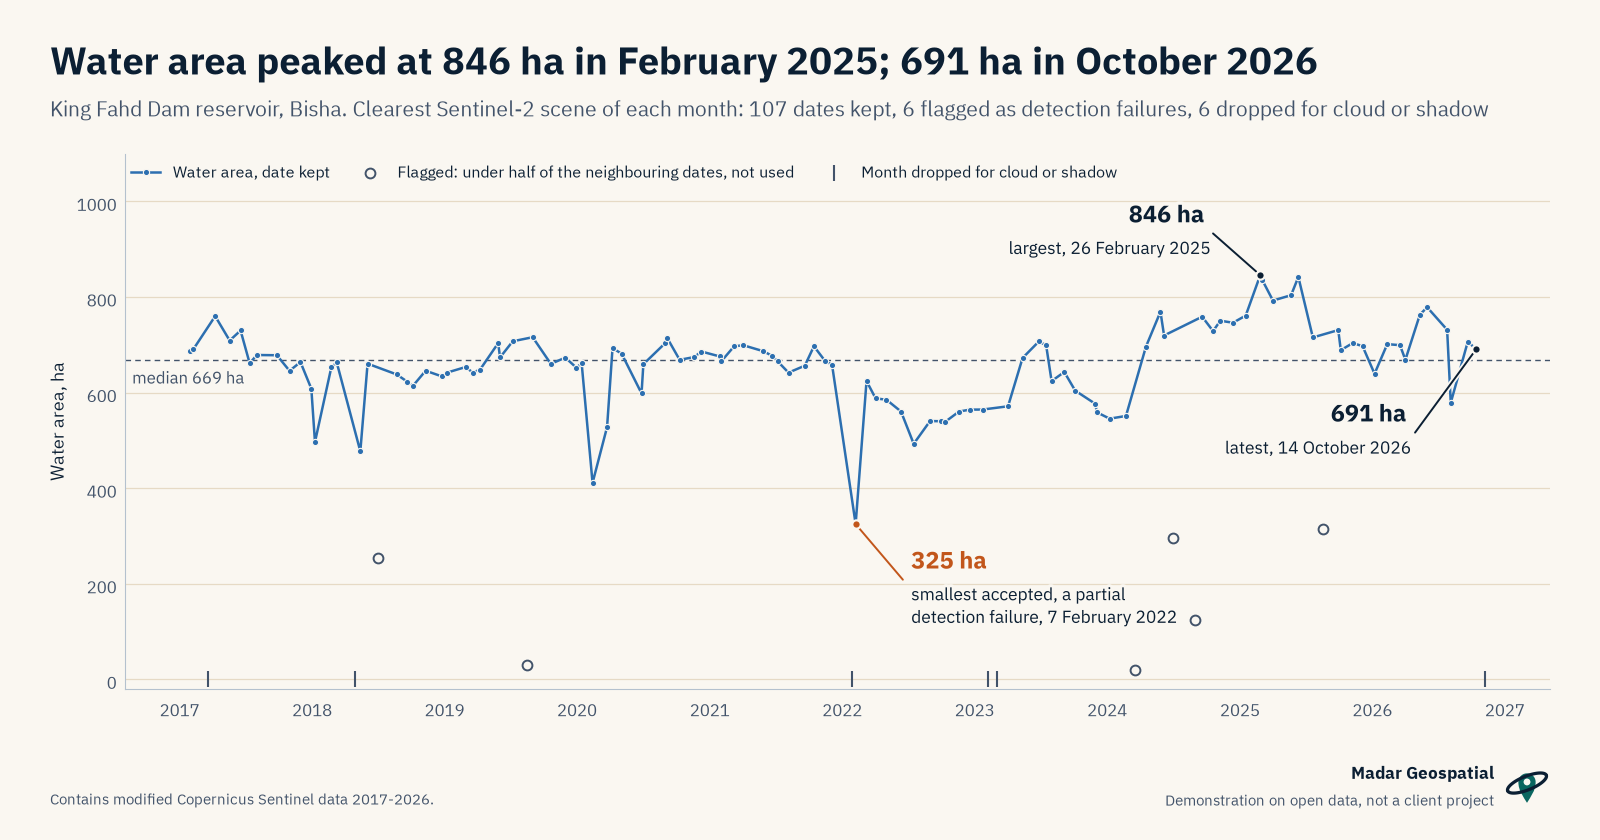 Water area peaked at 846 ha in February 2025; 691 ha in October 2026
King Fahd Dam reservoir, Bisha. Clearest Sentinel-2 scene of each month: 107 dates kept, 6 flagged as detection failures, 6 dropped for cloud or shadow
Water area, date kept
Flagged: under half of the neighbouring dates, not used
Month dropped for cloud or shadow
Water area, ha
1000
800
600
400
200
0
median 669 ha
846 ha
largest, 26 February 2025
691 ha
latest, 14 October 2026
325 ha
smallest accepted, a partial
detection failure, 7 February 2022
2017
2018
2019
2020
2021
2022
2023
2024
2025
2026
2027
Contains modified Copernicus Sentinel data 2017-2026.
Madar Geospatial
Demonstration on open data, not a client project